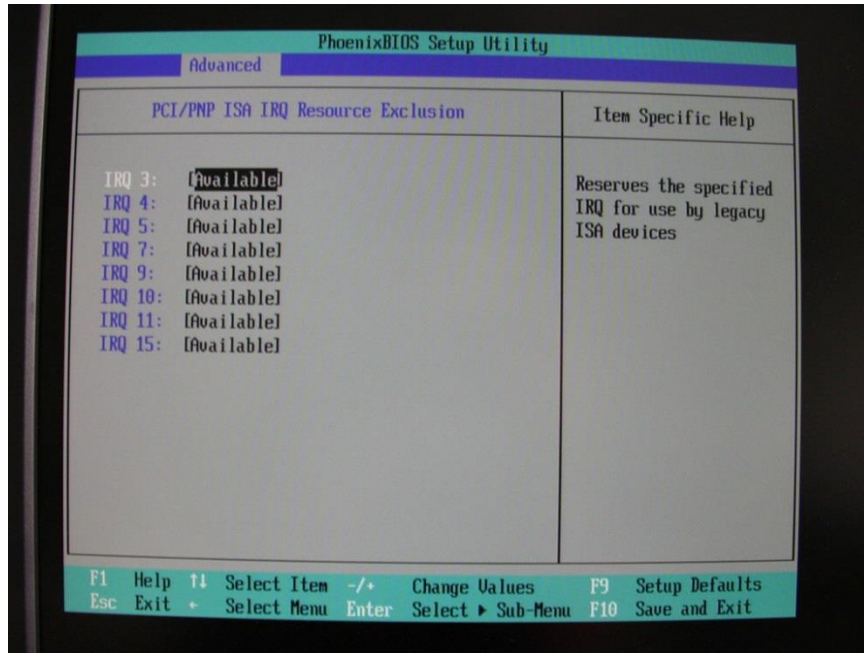 PhoenixBIOS Setup Utility
Advanced
PCI/PNP ISA IRQ Resource Exclusion
Item Specific Help
IRQ 3: [Available]
IRQ 4: [Available]
IRQ 5: [Available]
IRQ 7: [Available]
IRQ 9: [Available]
IRQ 10: [Available]
IRQ 11: [Available]
IRQ 15: [Available]
Reserves the specified
IRQ for use by legacy
ISA devices
F1 Help ↑↓ Select Item -/+ Change Values F9 Setup Defaults
Esc Exit ← Select Menu Enter Select ▶ Sub-Menu F10 Save and Exit